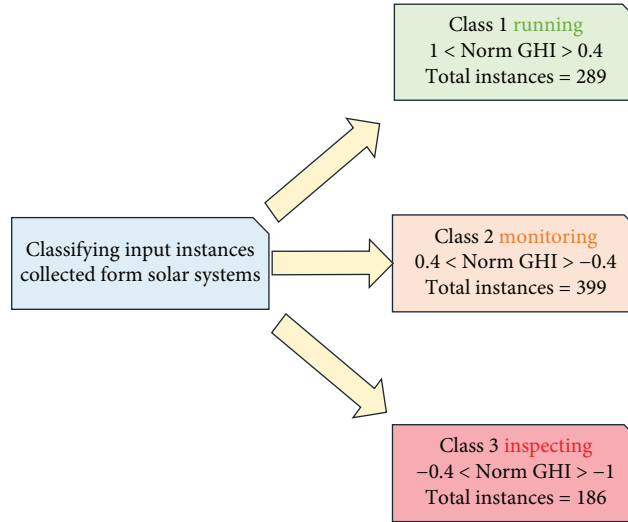 Class 1 running
1 < Norm GHI > 0.4
Total instances = 289
Classifying input instances
collected form solar systems
Class 2 monitoring
0.4 < Norm GHI > −0.4
Total instances = 399
Class 3 inspecting
−0.4 < Norm GHI > −1
Total instances = 186